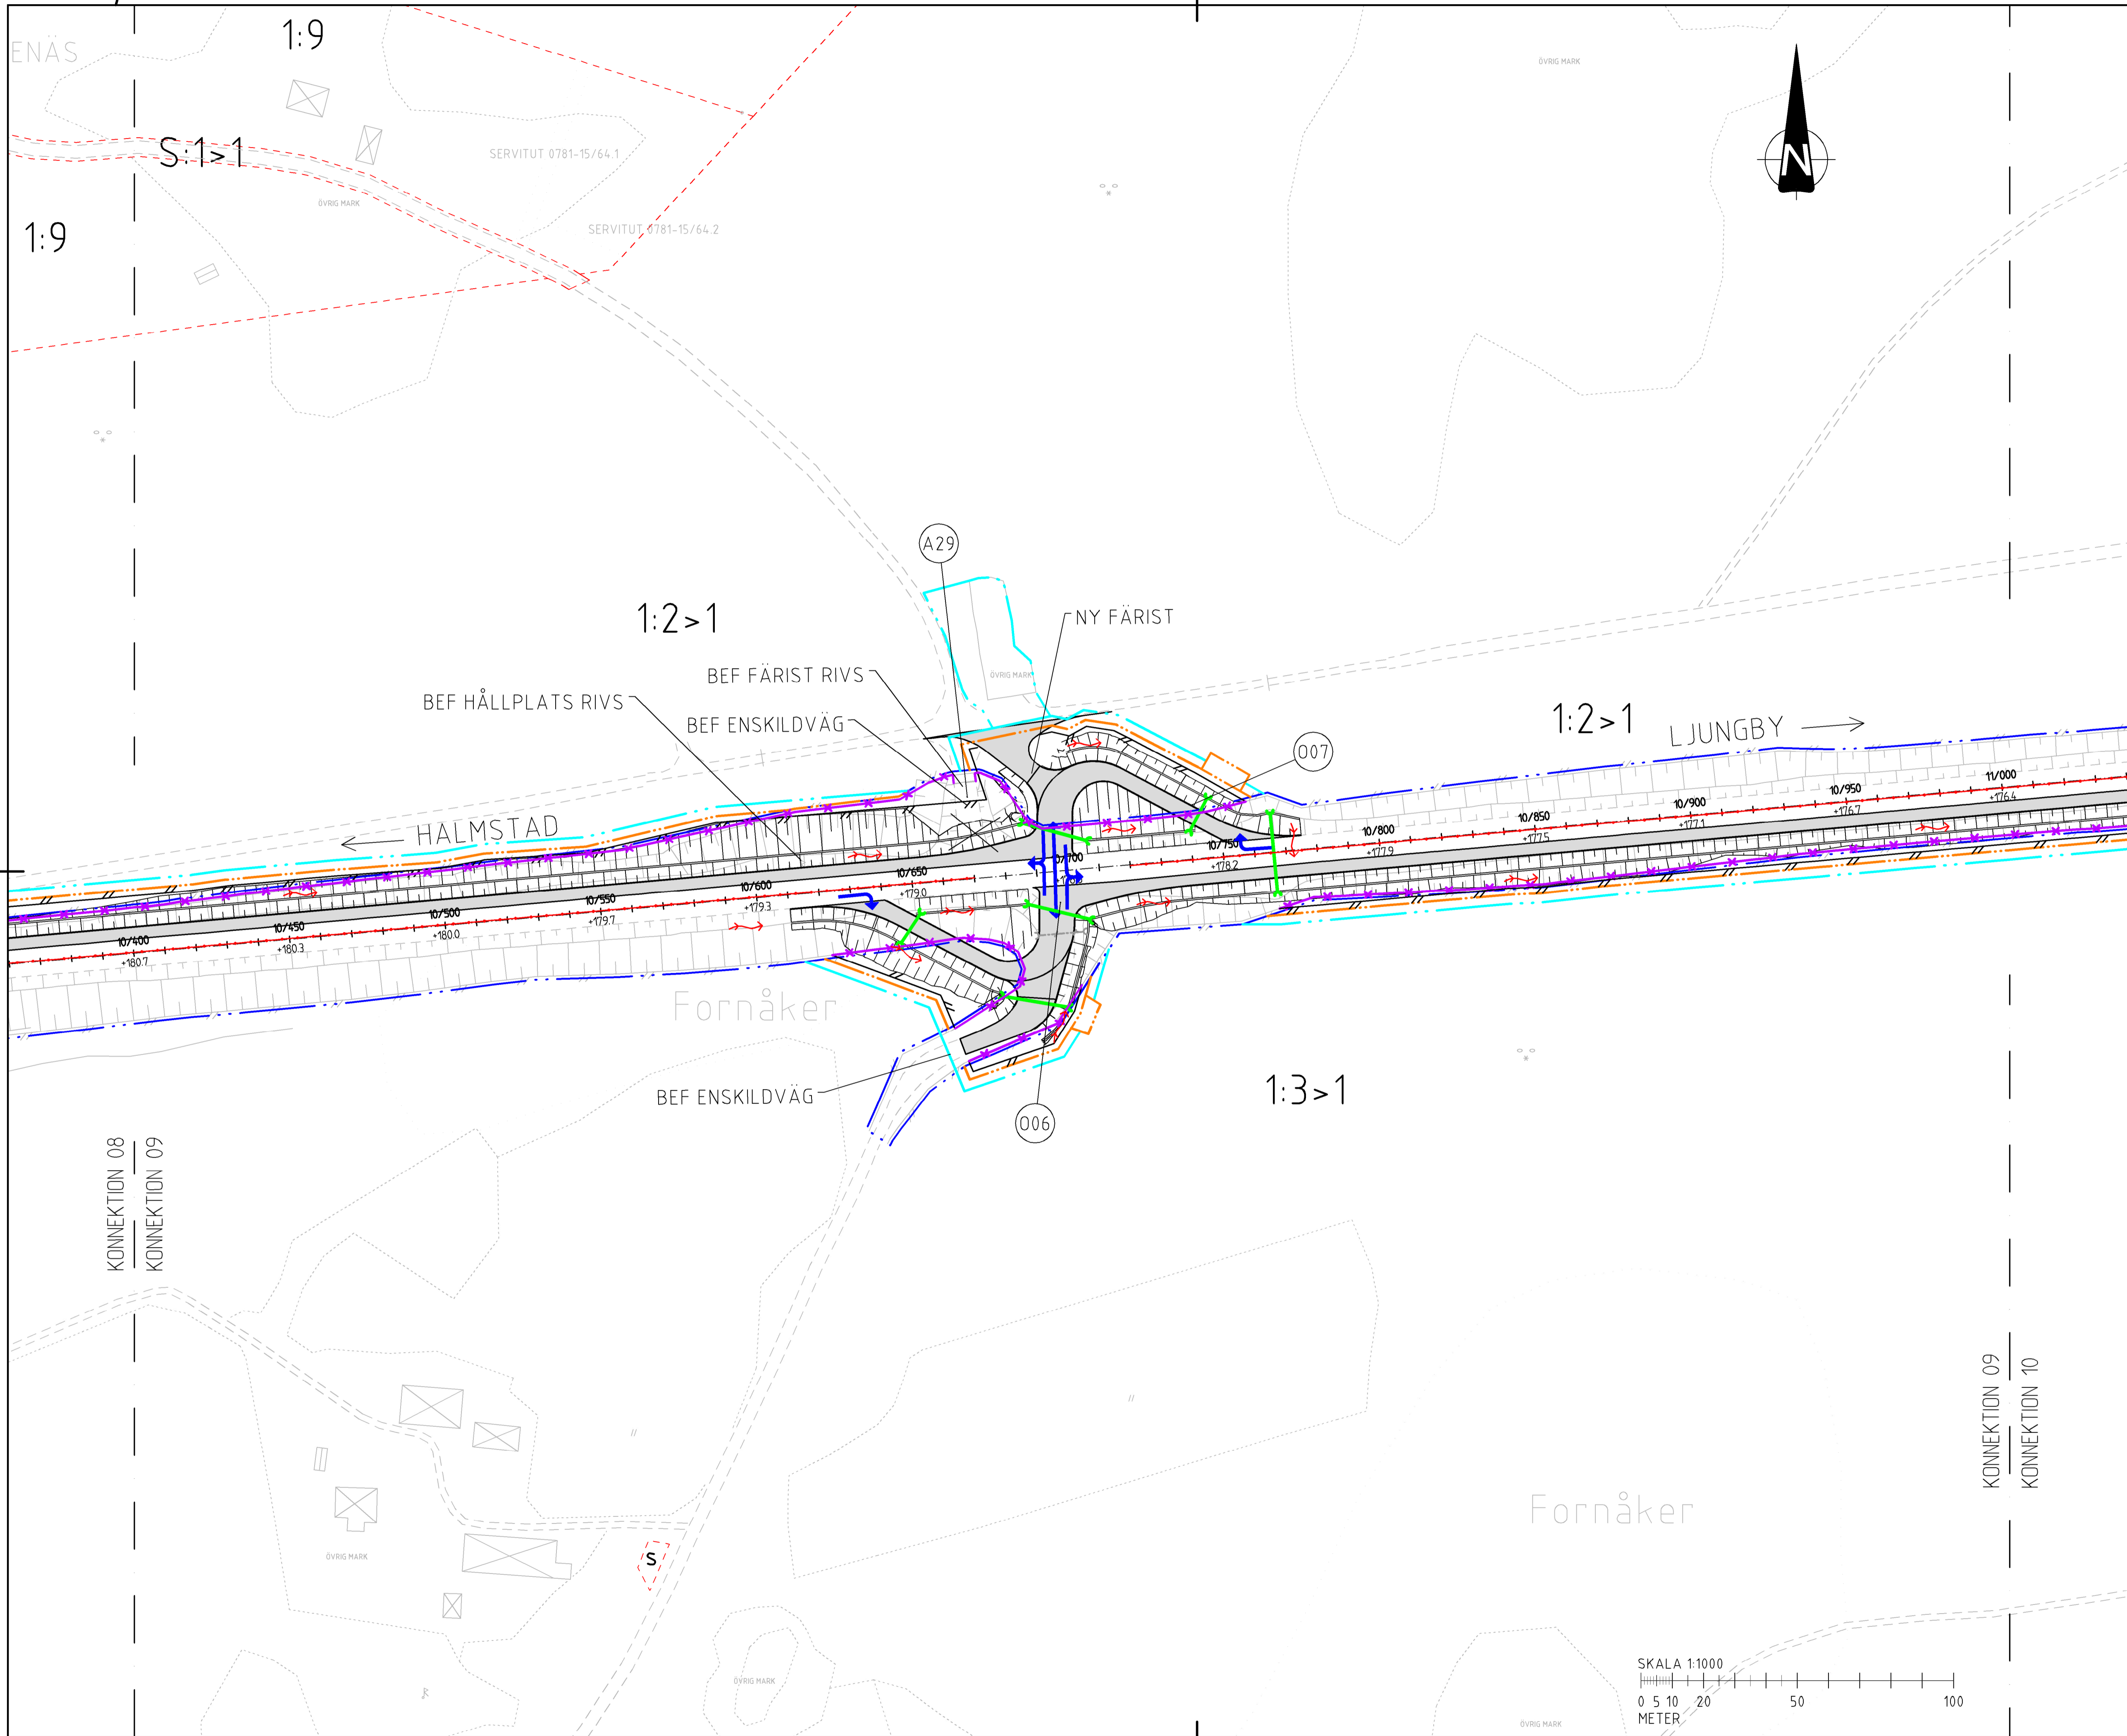 1:9
ENÄS
ÖVRIG MARK
S:1>1
SERVITUT 0781-15/64.1
N
ÖVRIG MARK
SERVITUT 0781-15/64.2
1:9
A29
1:2>1
NY FÄRIST
BEF FÄRIST RIVS
ÖVRIG MARK
BEF HÅLLPLATS RIVS
BEF ENSKILDVÄG
1:2>1
LJUNGBY
O07
HALMSTAD
10/400
+180.7
10/450
+180.3
10/500
+180.0
10/550
+179.7
10/600
+179.3
10/650
+179.0
10/700
10/750
+178.2
10/800
+177.9
10/850
+177.5
10/900
+177.1
10/950
+176.7
11/000
+176.4
Fornåker
BEF ENSKILDVÄG
O06
1:3>1
KONNEKTION 08
KONNEKTION 09
KONNEKTION 09
KONNEKTION 10
Fornåker
ÖVRIG MARK
S
ÖVRIG MARK
SKALA 1:1000
0 5 10 20 50 100
METER
ÖVRIG MARK